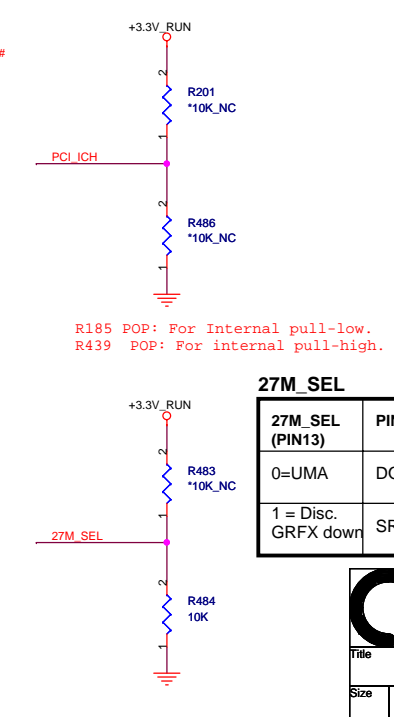 +3.3V_RUN
#
2
R201
*10K_NC
1
PCI_ICH
2
R486
*10K_NC
1
R185 POP: For Internal pull-low.
R439 POP: For internal pull-high.
27M_SEL
+3.3V_RUN
27M_SEL
(PIN13)
2
R483
*10K_NC
0=UMA
1
1 = Disc.
GRFX down
27M_SEL
2
R484
10K
1
Title
Size